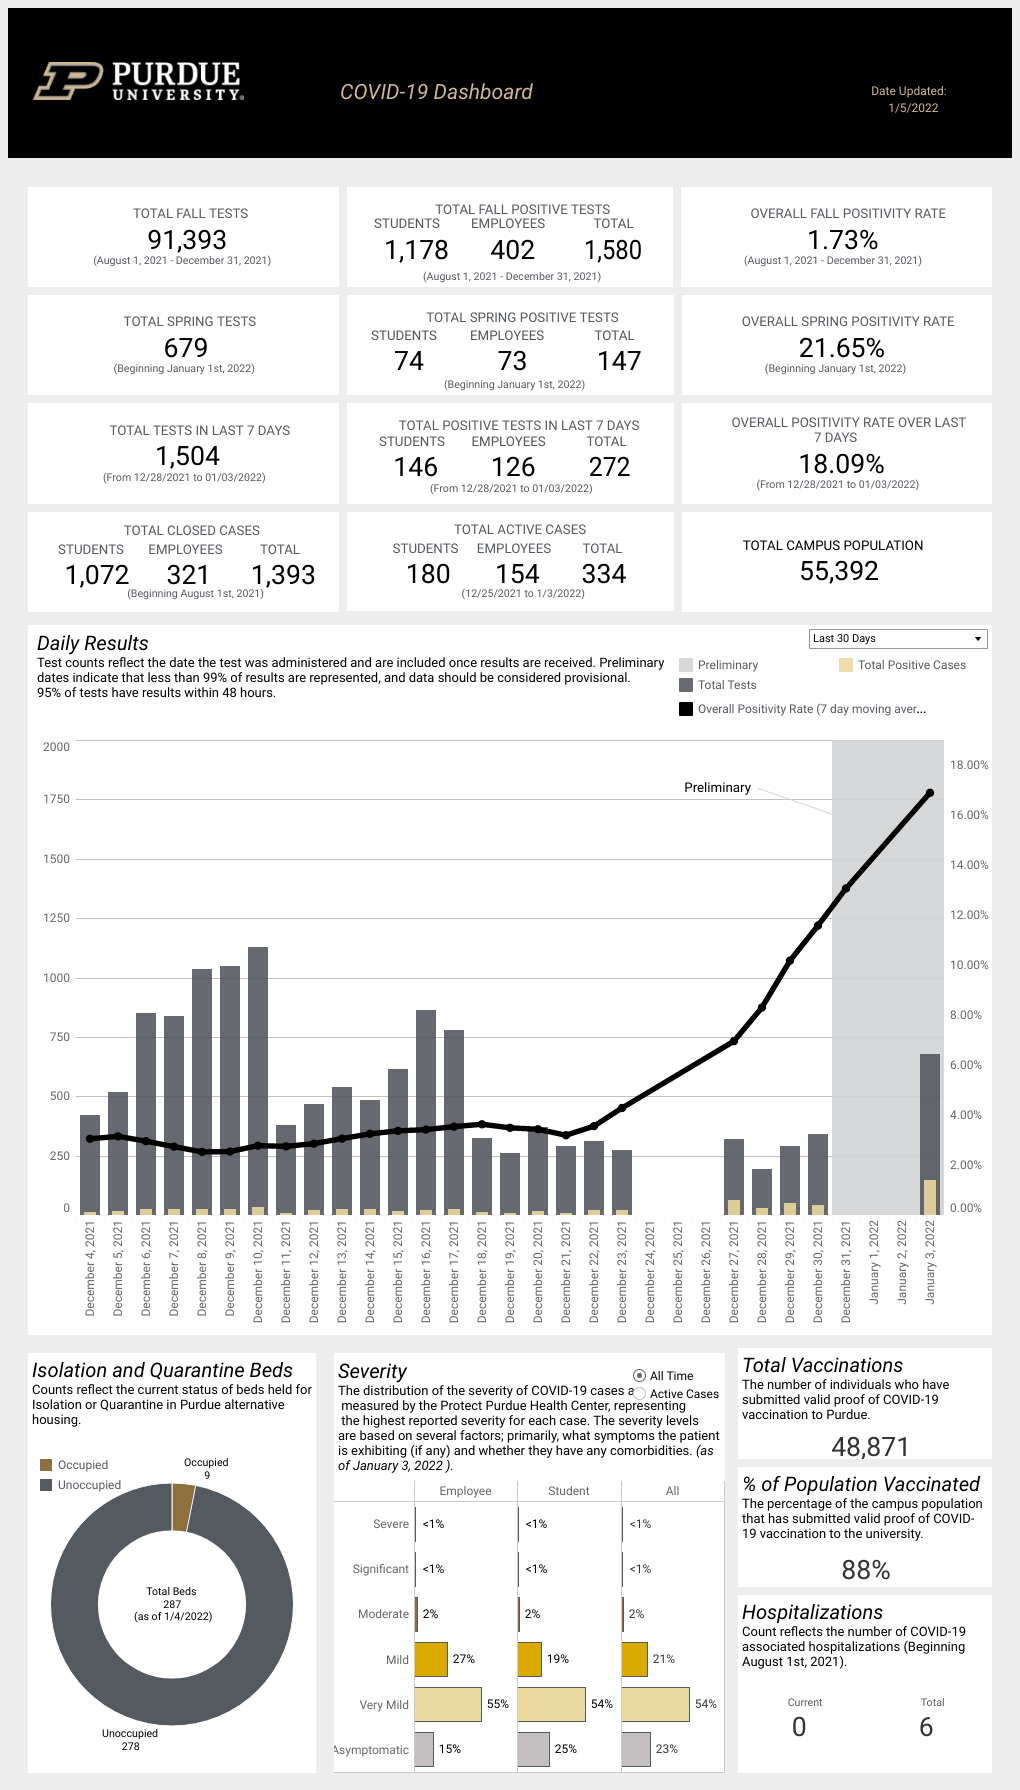 PURDUE
UNIVERSITY®
COVID-19 Dashboard
Date Updated:
1/5/2022
TOTAL FALL TESTS
91,393
(August 1, 2021 - December 31, 2021)
TOTAL FALL POSITIVE TESTS
STUDENTS EMPLOYEES TOTAL
1,178 402 1,580
(August 1, 2021 - December 31, 2021)
OVERALL FALL POSITIVITY RATE
1.73%
(August 1, 2021 - December 31, 2021)
TOTAL SPRING TESTS
679
(Beginning January 1st, 2022)
TOTAL SPRING POSITIVE TESTS
STUDENTS EMPLOYEES TOTAL
74 73 147
(Beginning January 1st, 2022)
OVERALL SPRING POSITIVITY RATE
21.65%
(Beginning January 1st, 2022)
TOTAL TESTS IN LAST 7 DAYS
1,504
(From 12/28/2021 to 01/03/2022)
TOTAL POSITIVE TESTS IN LAST 7 DAYS
STUDENTS EMPLOYEES TOTAL
146 126 272
(From 12/28/2021 to 01/03/2022)
OVERALL POSITIVITY RATE OVER LAST
7 DAYS
18.09%
(From 12/28/2021 to 01/03/2022)
TOTAL CLOSED CASES
STUDENTS EMPLOYEES TOTAL
1,072 321 1,393
(Beginning August 1st, 2021)
TOTAL ACTIVE CASES
STUDENTS EMPLOYEES TOTAL
180 154 334
(12/25/2021 to 1/3/2022)
TOTAL CAMPUS POPULATION
55,392
Daily Results
Test counts reflect the date the test was administered and are included once results are received. Preliminary
dates indicate that less than 99% of results are represented, and data should be considered provisional.
95% of tests have results within 48 hours.
Last 30 Days
Preliminary
Total Positive Cases
Total Tests
Overall Positivity Rate (7 day moving aver...
2000
1750
1500
1250
1000
750
500
250
0
Preliminary
18.00%
16.00%
14.00%
12.00%
10.00%
8.00%
6.00%
4.00%
2.00%
0.00%
December 4, 2021
December 5, 2021
December 6, 2021
December 7, 2021
December 8, 2021
December 9, 2021
December 10, 2021
December 11, 2021
December 12, 2021
December 13, 2021
December 14, 2021
December 15, 2021
December 16, 2021
December 17, 2021
December 18, 2021
December 19, 2021
December 20, 2021
December 21, 2021
December 22, 2021
December 23, 2021
December 24, 2021
December 25, 2021
December 26, 2021
December 27, 2021
December 28, 2021
December 29, 2021
December 30, 2021
December 31, 2021
January 1, 2022
January 2, 2022
January 3, 2022
Isolation and Quarantine Beds
Counts reflect the current status of beds held for
Isolation or Quarantine in Purdue alternative
housing.
Occupied
Unoccupied
Occupied
9
Total Beds
287
(as of 1/4/2022)
Unoccupied
278
Severity
All Time
Active Cases
The distribution of the severity of COVID-19 cases a
measured by the Protect Purdue Health Center, representing
the highest reported severity for each case. The severity levels
are based on several factors; primarily, what symptoms the patient
is exhibiting (if any) and whether they have any comorbidities. (as
of January 3, 2022 ).
Employee Student All
Severe <1% <1% <1%
Significant <1% <1% <1%
Moderate 2% 2% 2%
Mild 27% 19% 21%
Very Mild 55% 54% 54%
Asymptomatic 15% 25% 23%
Total Vaccinations
The number of individuals who have
submitted valid proof of COVID-19
vaccination to Purdue.
48,871
% of Population Vaccinated
The percentage of the campus population
that has submitted valid proof of COVID-
19 vaccination to the university.
88%
Hospitalizations
Count reflects the number of COVID-19
associated hospitalizations (Beginning
August 1st, 2021).
Current Total
0 6